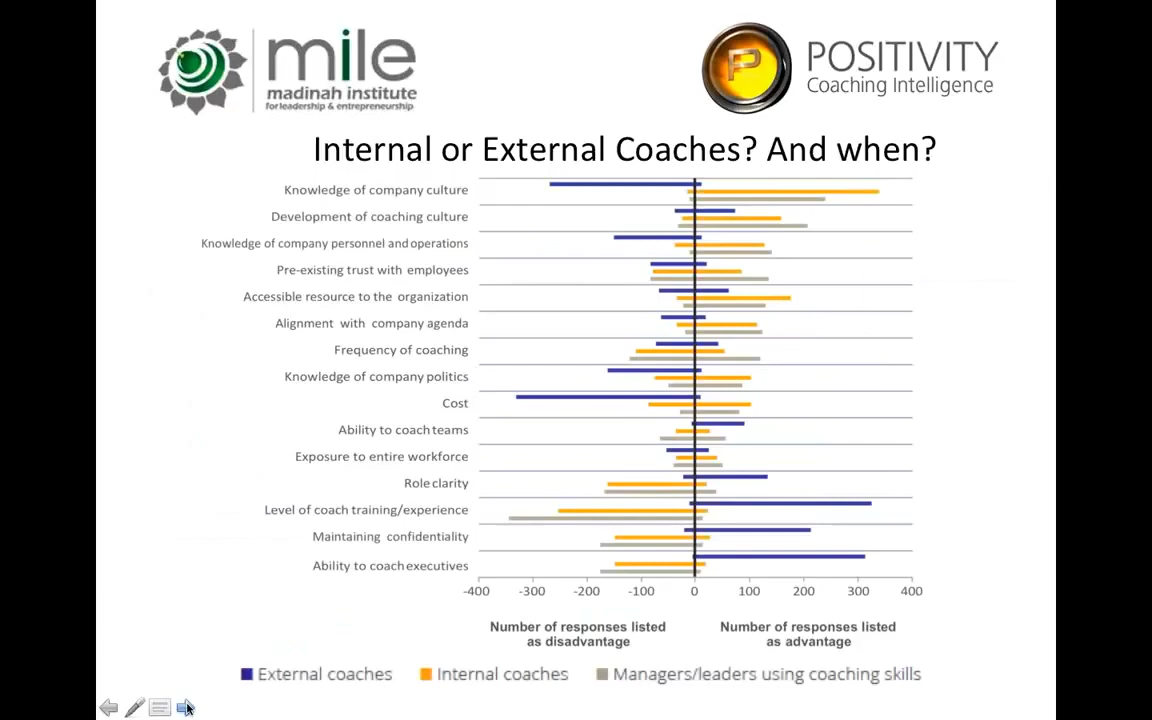 mile
madinah institute
for leadership & entrepreneurship
P
POSITIVITY
Coaching Intelligence
Internal or External Coaches? And when?
Knowledge of company culture
Development of coaching culture
Knowledge of company personnel and operations
Pre-existing trust with employees
Accessible resource to the organization
Alignment with company agenda
Frequency of coaching
Knowledge of company politics
Cost
Ability to coach teams
Exposure to entire workforce
Role clarity
Level of coach training/experience
Maintaining confidentiality
Ability to coach executives
-400 -300 -200 -100 0 100 200 300 400
Number of responses listed
as disadvantage
Number of responses listed
as advantage
External coaches Internal coaches Managers/leaders using coaching skills